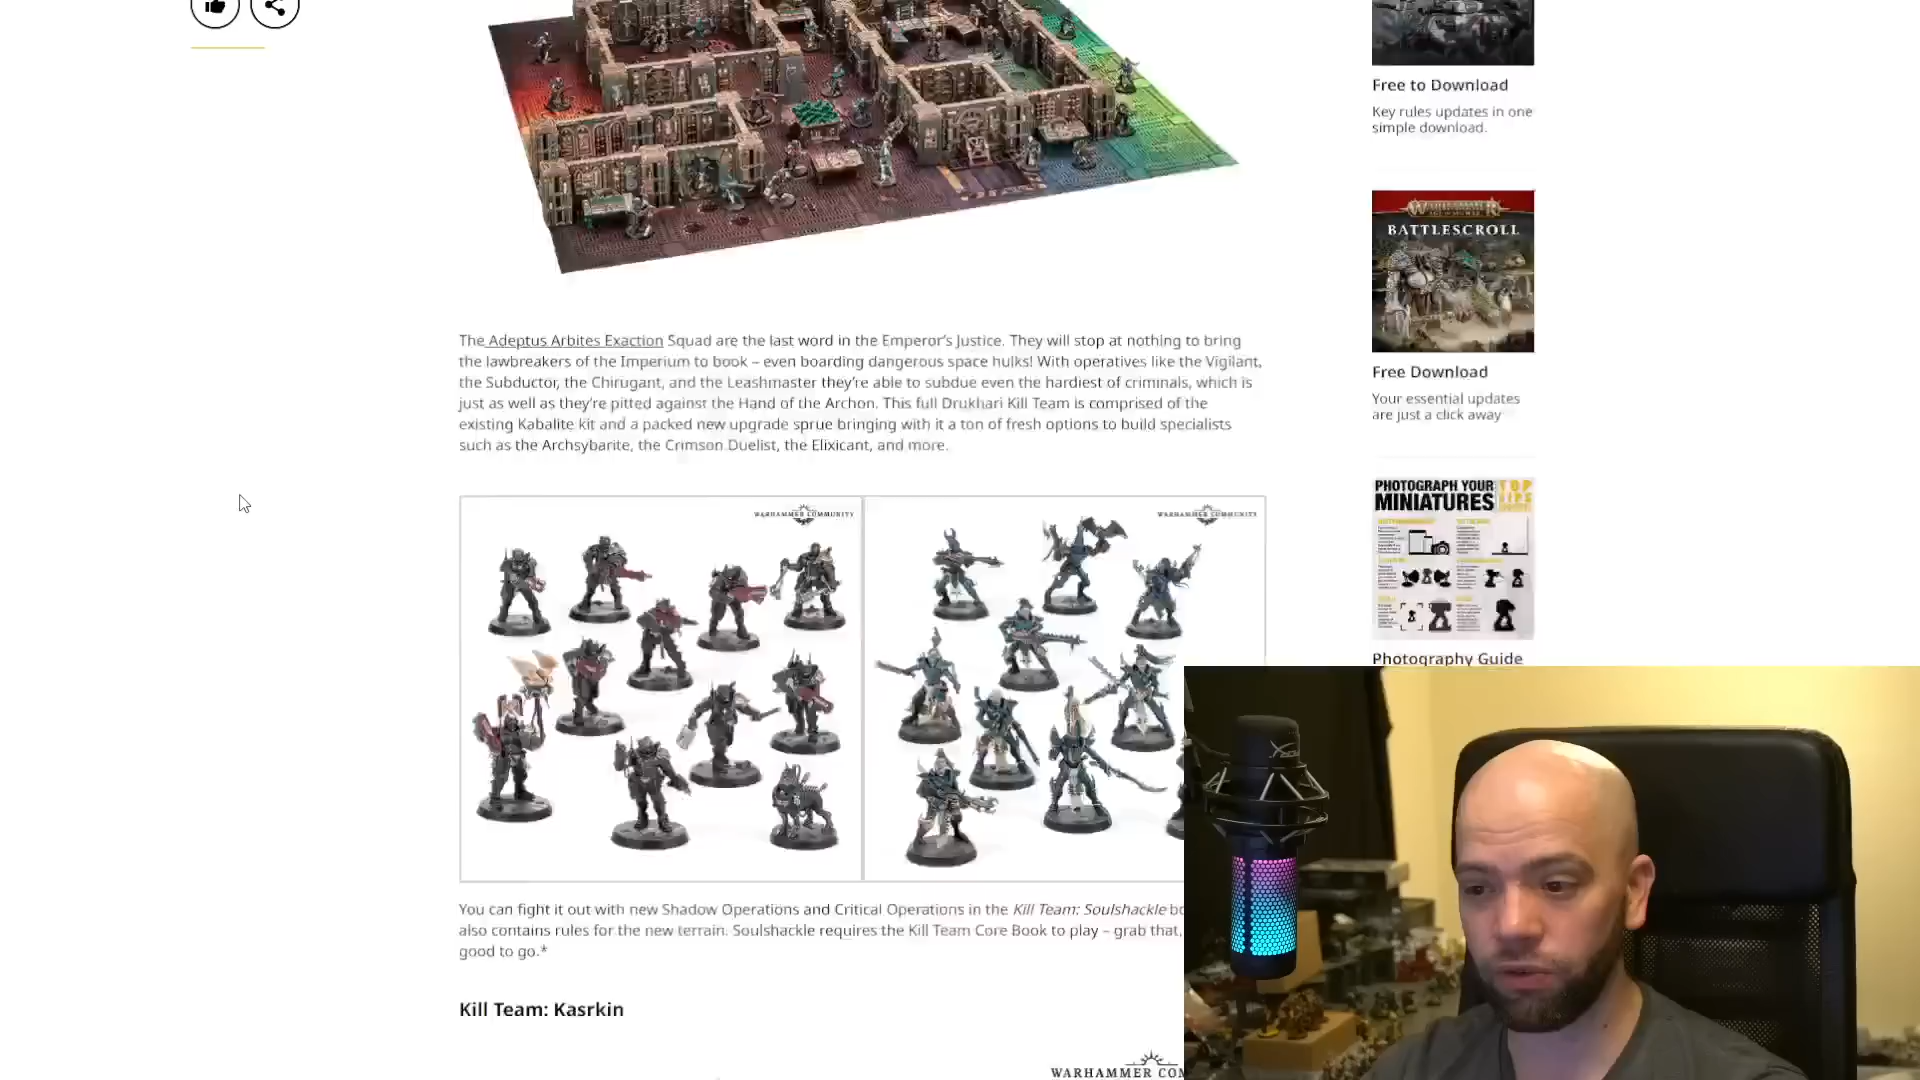 The Adeptus Arbites Exaction Squad are the last word in the Emperor's Justice. They will stop at nothing to bring
the lawbreakers of the Imperium to book – even boarding dangerous space hulks! With operatives like the Vigilant,
the Subductor, the Chirugant, and the Leashmaster they're able to subdue even the hardiest of criminals, which is
just as well as they're pitted against the Hand of the Archon. This full Drukhari Kill Team is comprised of the
existing Kabalite kit and a packed new upgrade sprue bringing with it a ton of fresh options to build specialists
such as the Archsybarite, the Crimson Duelist, the Elixicant, and more.
WARHAMMER COMMUNITY
WARHAMMER COMMUNITY
You can fight it out with new Shadow Operations and Critical Operations in the Kill Team: Soulshackle bo
also contains rules for the new terrain. Soulshackle requires the Kill Team Core Book to play – grab that,
good to go.*
Kill Team: Kasrkin
WARHAMMER COM
Free to Download
Key rules updates in one
simple download.
BATTLESCROLL
Free Download
Your essential updates
are just a click away
PHOTOGRAPH YOUR
MINIATURES
TOP
TIPS
Photography Guide